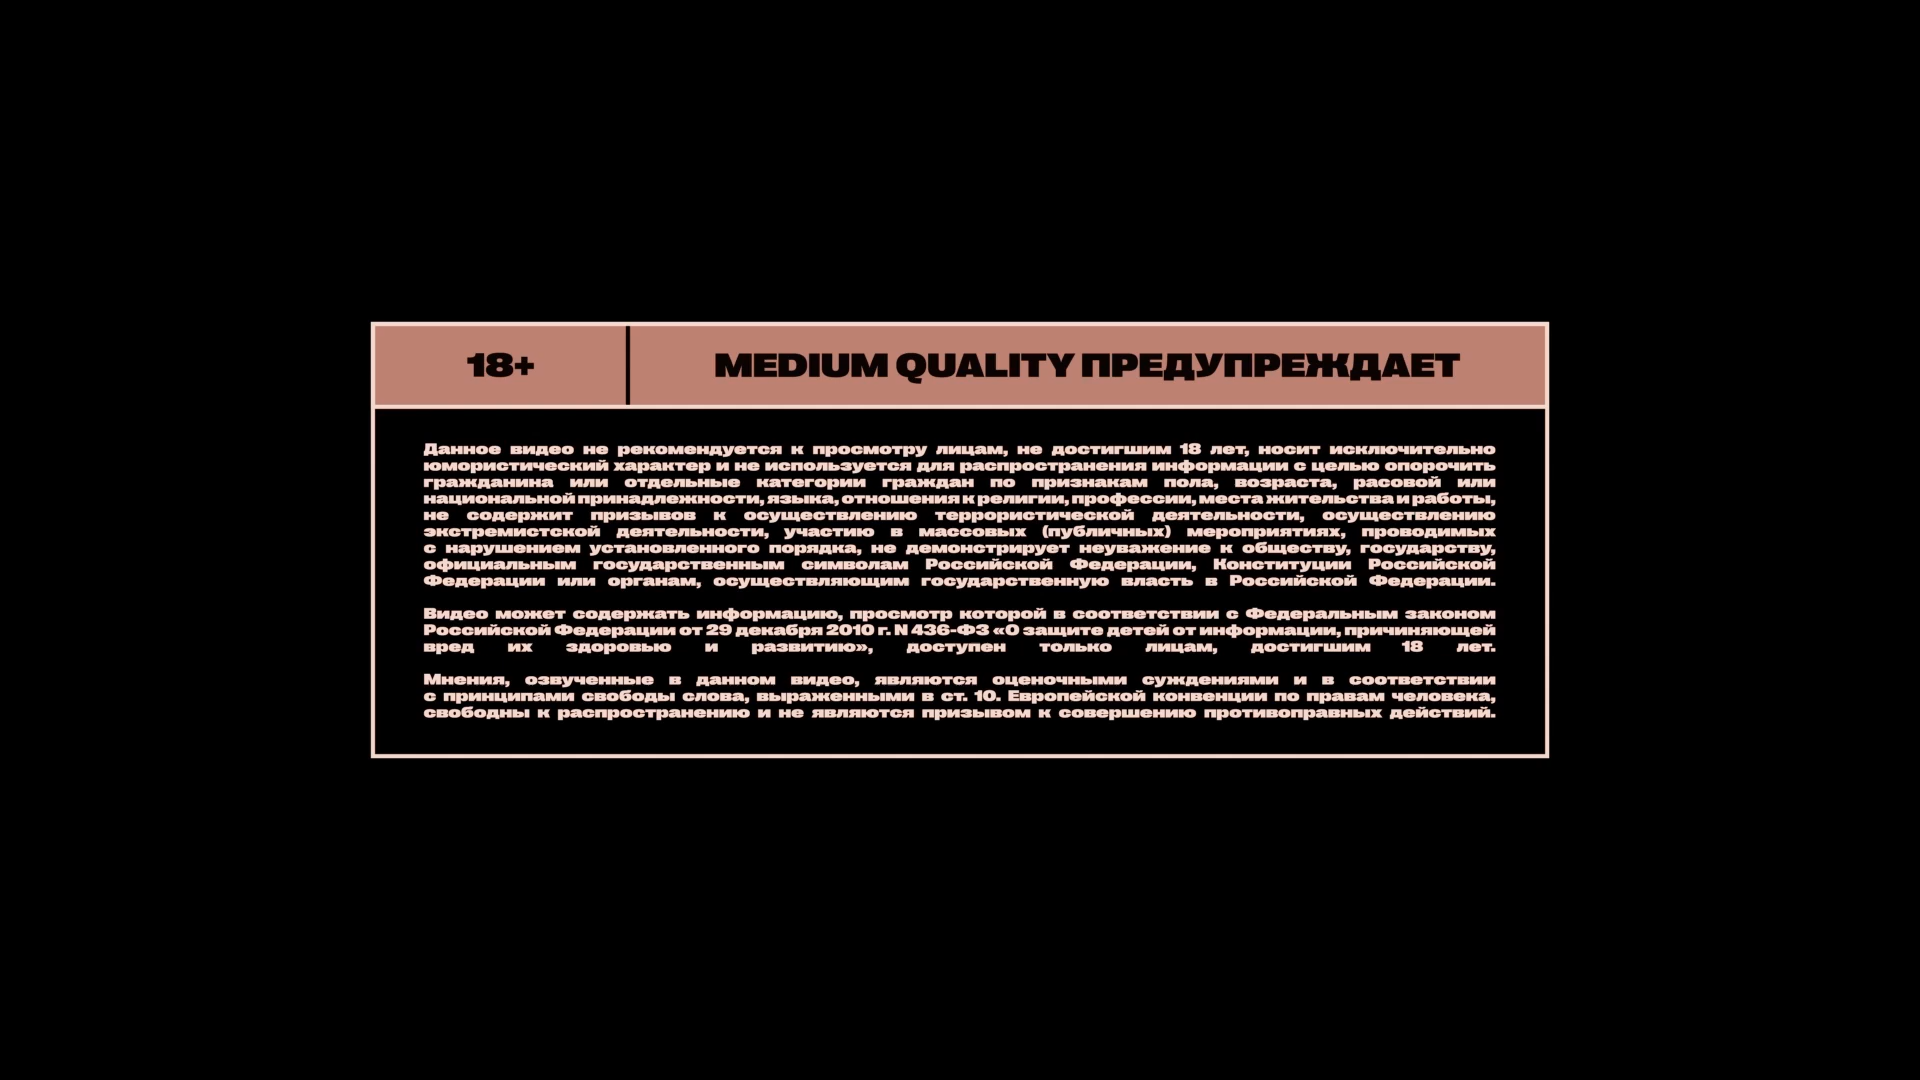 18+
MEDIUM QUALITY ПРЕДУПРЕЖДАЕТ
Данное видео не рекомендуется к просмотру лицам, не достигшим 18 лет, носит исключительно
юмористический характер и не используется для распространения информации с целью опорочить
гражданина или отдельные категории граждан по признакам пола, возраста, расовой или
национальной принадлежности, языка, отношения к религии, профессии, места жительства и работы,
не содержит призывов к осуществлению террористической деятельности, осуществлению
экстремистской деятельности, участию в массовых (публичных) мероприятиях, проводимых
с нарушением установленного порядка, не демонстрирует неуважение к обществу, государству,
официальным государственным символам Российской Федерации, Конституции Российской
Федерации или органам, осуществляющим государственную власть в Российской Федерации.
Видео может содержать информацию, просмотр которой в соответствии с Федеральным законом
Российской Федерации от 29 декабря 2010 г. N 436-ФЗ «О защите детей от информации, причиняющей
вред их здоровью и развитию», доступен только лицам, достигшим 18 лет.
Мнения, озвученные в данном видео, являются оценочными суждениями и в соответствии
с принципами свободы слова, выраженными в ст. 10. Европейской конвенции по правам человека,
свободны к распространению и не являются призывом к совершению противоправных действий.